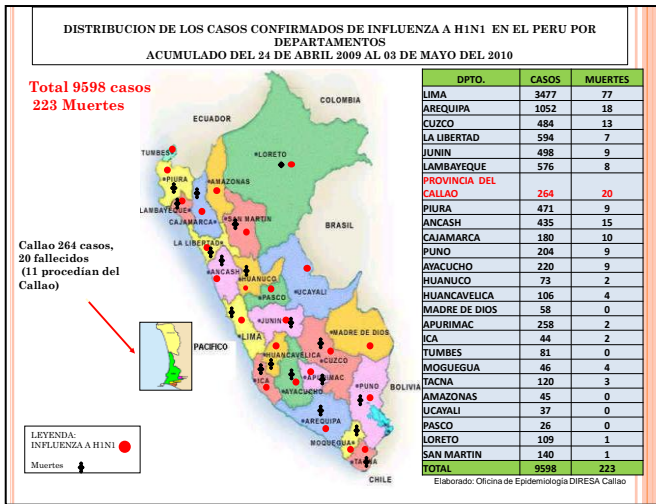 DISTRIBUCION DE LOS CASOS CONFIRMADOS DE INFLUENZA A H1N1 EN EL PERU POR
DEPARTAMENTOS
ACUMULADO DEL 24 DE ABRIL 2009 AL 03 DE MAYO DEL 2010
Total 9598 casos
223 Muertes
Callao 264 casos,
20 fallecidos
(11 procedían del
Callao)
COLOMBIA
ECUADOR
TUMBES
LORETO
PIURA
AMAZONAS
LAMBAYEQUE
SAN MARTIN
CAJAMARCA
BRASIL
LA LIBERTAD
ANCASH
HUANUCO
UCAYALI
PASCO
JUNIN
MADRE DE DIOS
LIMA
PACIFICO
HUANCAVELICA
CUZCO
ICA
APURIMAC
AYACUCHO
PUNO
BOLIVIA
AREQUIPA
MOQUEGUA
TACNA
CHILE
LEYENDA:
INFLUENZA A H1N1
Muertes
DPTO. CASOS MUERTES
LIMA 3477 77
AREQUIPA 1052 18
CUZCO 484 13
LA LIBERTAD 594 7
JUNIN 498 9
LAMBAYEQUE 576 8
PROVINCIA DEL
CALLAO 264 20
PIURA 471 9
ANCASH 435 15
CAJAMARCA 180 10
PUNO 204 9
AYACUCHO 220 9
HUANUCO 73 2
HUANCAVELICA 106 4
MADRE DE DIOS 58 0
APURIMAC 258 2
ICA 44 2
TUMBES 81 0
MOGUEGUA 46 4
TACNA 120 3
AMAZONAS 45 0
UCAYALI 37 0
PASCO 26 0
LORETO 109 1
SAN MARTIN 140 1
TOTAL 9598 223
Elaborado: Oficina de Epidemiología DIRESA Callao